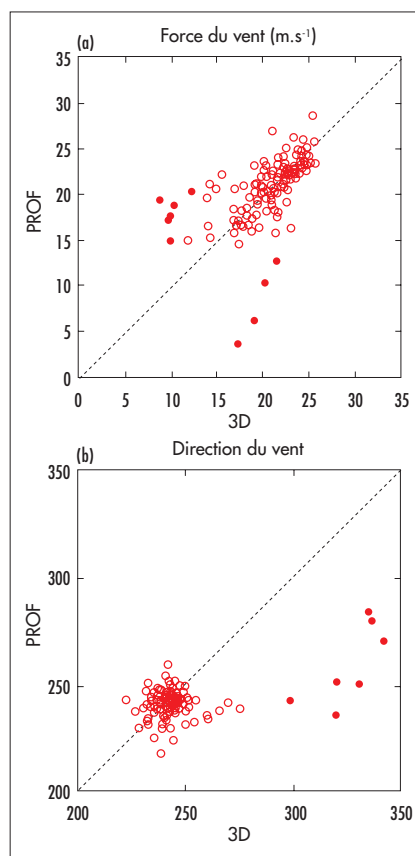 Force du vent (m.s⁻¹)
(a)
35
30
25
20
15
10
5
0
PROF
0 5 10 15 20 25 30 35
3D
Direction du vent
(b)
350
300
250
200
PROF
200 250 300 350
3D